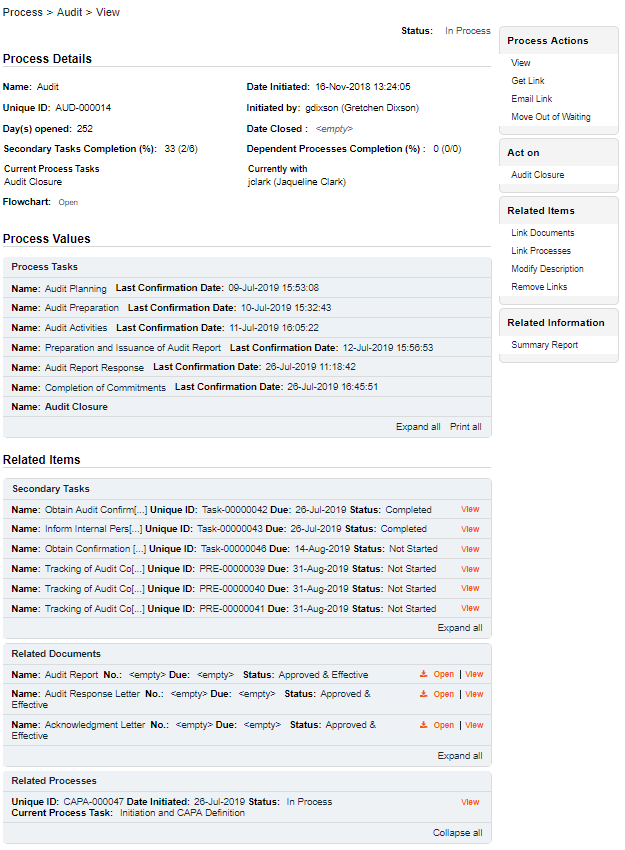 Process > Audit > View
Status: In Process
Process Details
Name: Audit Date Initiated: 16-Nov-2018 13:24:05
Unique ID: AUD-000014 Initiated by: gdixson (Gretchen Dixson)
Day(s) opened: 252 Date Closed : <empty>
Secondary Tasks Completion (%): 33 (2/6) Dependent Processes Completion (%) : 0 (0/0)
Current Process Tasks Currently with
Audit Closure jclark (Jaqueline Clark)
Flowchart: Open
Process Values
Process Tasks
Name: Audit Planning Last Confirmation Date: 09-Jul-2019 15:53:08
Name: Audit Preparation Last Confirmation Date: 10-Jul-2019 15:32:43
Name: Audit Activities Last Confirmation Date: 11-Jul-2019 16:05:22
Name: Preparation and Issuance of Audit Report Last Confirmation Date: 12-Jul-2019 15:56:53
Name: Audit Report Response Last Confirmation Date: 26-Jul-2019 11:18:42
Name: Completion of Commitments Last Confirmation Date: 26-Jul-2019 16:45:51
Name: Audit Closure
Expand all Print all
Related Items
Secondary Tasks
Name: Obtain Audit Confirm[...] Unique ID: Task-00000042 Due: 26-Jul-2019 Status: Completed View
Name: Inform Internal Pers[...] Unique ID: Task-00000043 Due: 26-Jul-2019 Status: Completed View
Name: Obtain Confirmation [...] Unique ID: Task-00000046 Due: 14-Aug-2019 Status: Not Started View
Name: Tracking of Audit Co[...] Unique ID: PRE-00000039 Due: 31-Aug-2019 Status: Not Started View
Name: Tracking of Audit Co[...] Unique ID: PRE-00000040 Due: 31-Aug-2019 Status: Not Started View
Name: Tracking of Audit Co[...] Unique ID: PRE-00000041 Due: 31-Aug-2019 Status: Not Started View
Expand all
Related Documents
Name: Audit Report No.: <empty> Due: <empty> Status: Approved & Effective Open | View
Name: Audit Response Letter No.: <empty> Due: <empty> Status: Approved & Open | View
Effective
Name: Acknowledgment Letter No.: <empty> Due: <empty> Status: Approved & Open | View
Effective
Expand all
Related Processes
Unique ID: CAPA-000047 Date Initiated: 26-Jul-2019 Status: In Process View
Current Process Task: Initiation and CAPA Definition
Collapse all
Process Actions
View
Get Link
Email Link
Move Out of Waiting
Act on
Audit Closure
Related Items
Link Documents
Link Processes
Modify Description
Remove Links
Related Information
Summary Report